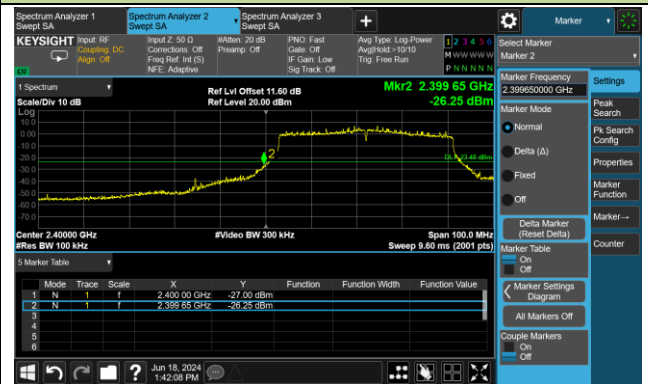 Spectrum Analyzer 1
Swept SA
Spectrum Analyzer 2
Swept SA
Spectrum Analyzer 3
Swept SA
+
Marker
KEYSIGHT
Input: RF
Coupling: DC
Align: Off
Input Z: 50 Ω
Corrections: Off
Freq Ref: Int (S)
NFE: Adaptive
#Atten: 20 dB
Preamp: Off
PNO: Fast
Gate: Off
IF Gain: Low
Sig Track: Off
Avg Type: Log-Power
Avg|Hold:>10/10
Trig: Free Run
1 2 3 4 5 6
M W W W W W
P N N N N N
Select Marker
Marker 2
1 Spectrum
Scale/Div 10 dB
Ref Lvl Offset 11.60 dB
Ref Level 20.00 dBm
Mkr2 2.399 65 GHz
-26.25 dBm
Log
10.0
0.00
-10.0
-20.0
-30.0
-40.0
-50.0
-60.0
-70.0
2
Center 2.40000 GHz
#Res BW 100 kHz
#Video BW 300 kHz
Span 100.0 MHz
Sweep 9.60 ms (2001 pts)
5 Marker Table
Mode Trace Scale X Y Function Function Width Function Value
1 N 1 f 2.400 00 GHz -27.00 dBm
2 N 1 f 2.399 65 GHz -26.25 dBm
3
4
5
6
Marker Frequency
2.399650000 GHz
Marker Mode
Normal
Delta (Δ)
Fixed
Off
Delta Marker
(Reset Delta)
Marker Table
On
Off
Marker Settings
Diagram
All Markers Off
Couple Markers
On
Off
Settings
Peak
Search
Pk Search
Config
Properties
Marker
Function
Marker→
Counter
?
Jun 18, 2024
1:42:08 PM